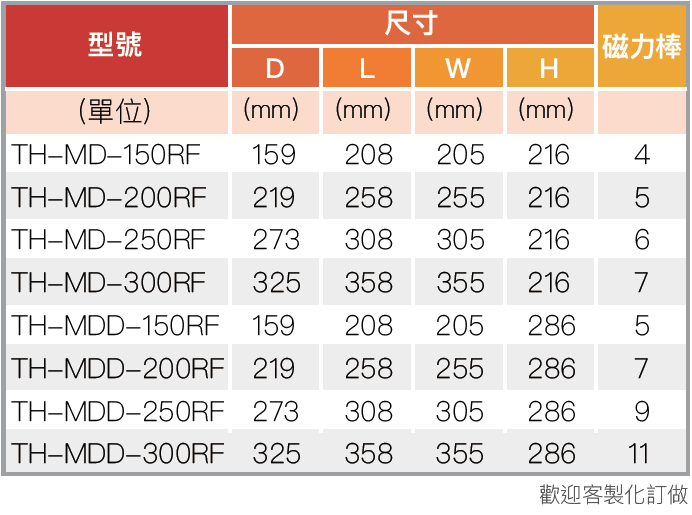 型號 尺寸 磁力棒
D L W H
(單位) (mm) (mm) (mm) (mm)
TH-MD-150RF 159 208 205 216 4
TH-MD-200RF 219 258 255 216 5
TH-MD-250RF 273 308 305 216 6
TH-MD-300RF 325 358 355 216 7
TH-MDD-150RF 159 208 205 286 5
TH-MDD-200RF 219 258 255 286 7
TH-MDD-250RF 273 308 305 286 9
TH-MDD-300RF 325 358 355 286 11
歡迎客製化訂做